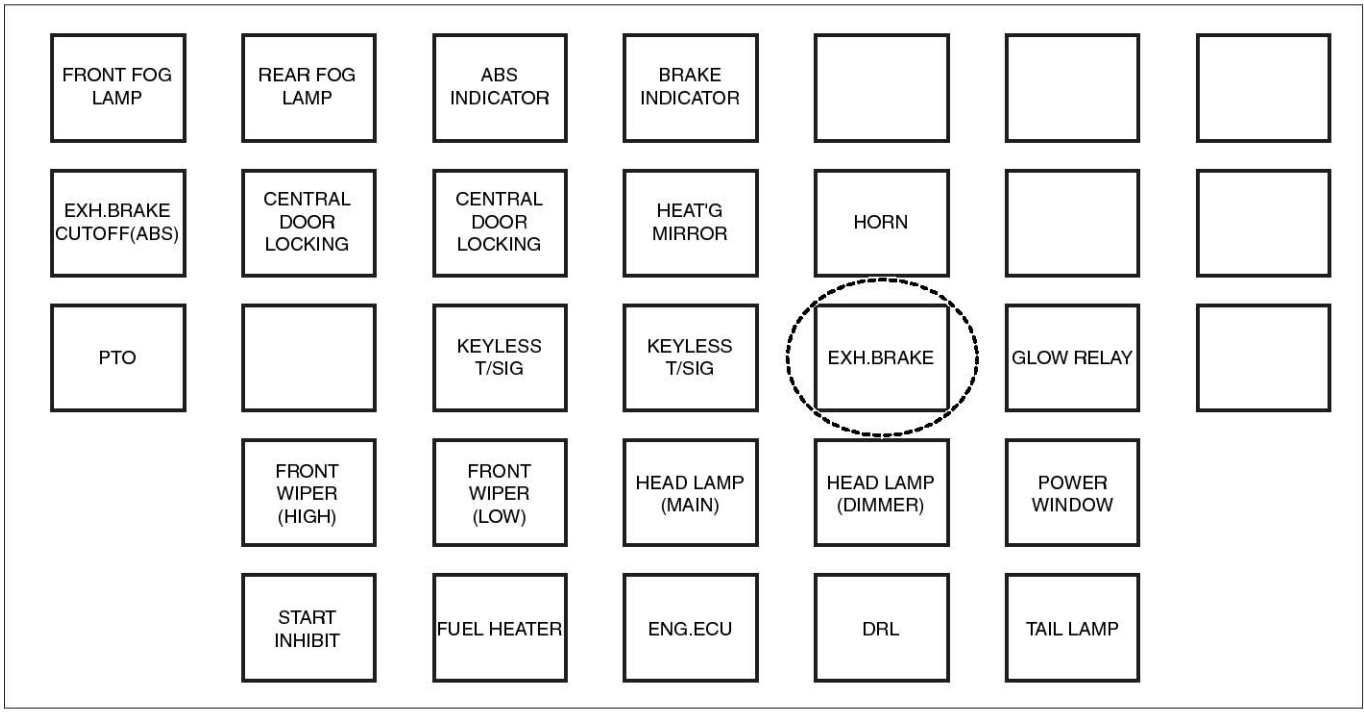 FRONT FOG
LAMP
REAR FOG
LAMP
ABS
INDICATOR
BRAKE
INDICATOR
EXH.BRAKE
CUTOFF(ABS)
CENTRAL
DOOR
LOCKING
CENTRAL
DOOR
LOCKING
HEAT'G
MIRROR
HORN
PTO
KEYLESS
T/SIG
KEYLESS
T/SIG
EXH.BRAKE
GLOW RELAY
FRONT
WIPER
(HIGH)
FRONT
WIPER
(LOW)
HEAD LAMP
(MAIN)
HEAD LAMP
(DIMMER)
POWER
WINDOW
START
INHIBIT
FUEL HEATER
ENG.ECU
DRL
TAIL LAMP